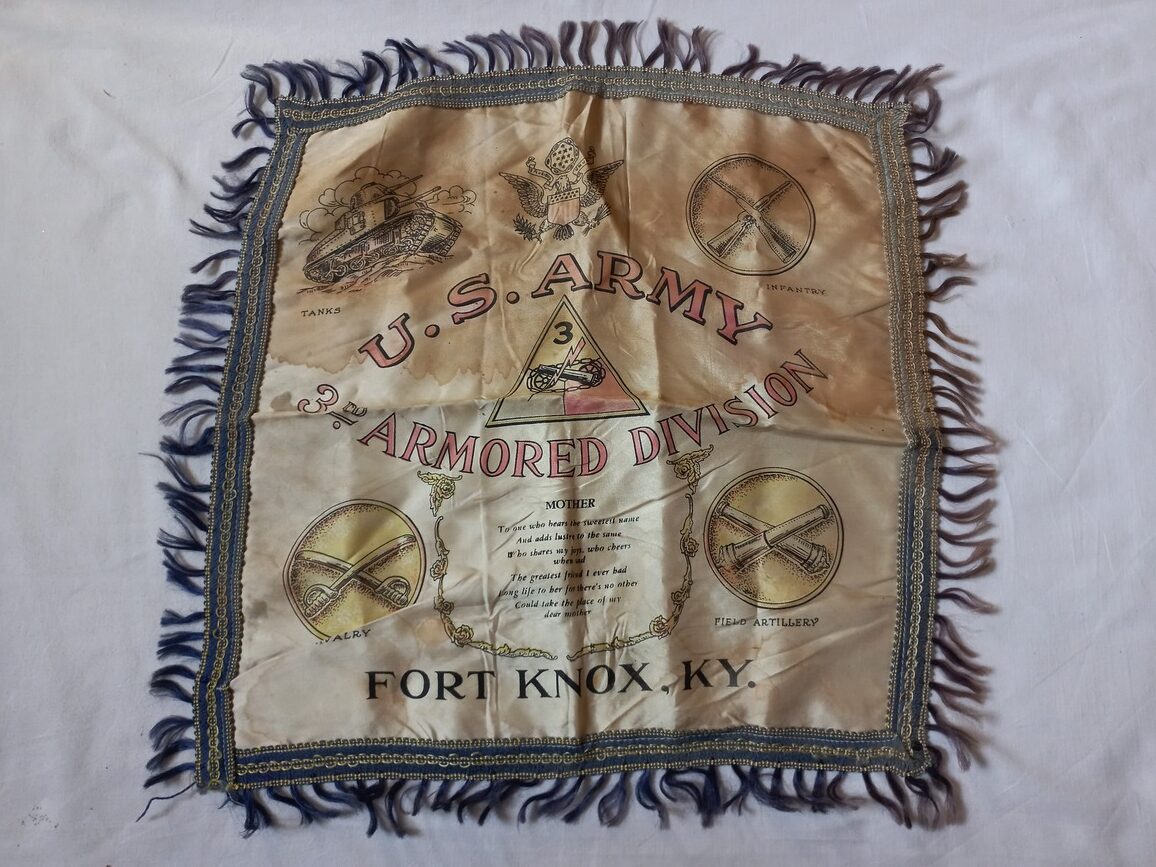 TANKS
INFANTRY
U.S. ARMY
3
3RD ARMORED DIVISION
MOTHER
To one who bears the sweetest name
And adds lustre to the same
Who shares my joys, who cheers
when sad
The greatest friend I ever had
Long life to her for there's no other
Could take the place of my
dear mother
VALRY
FIELD ARTILLERY
FORT KNOX, KY.